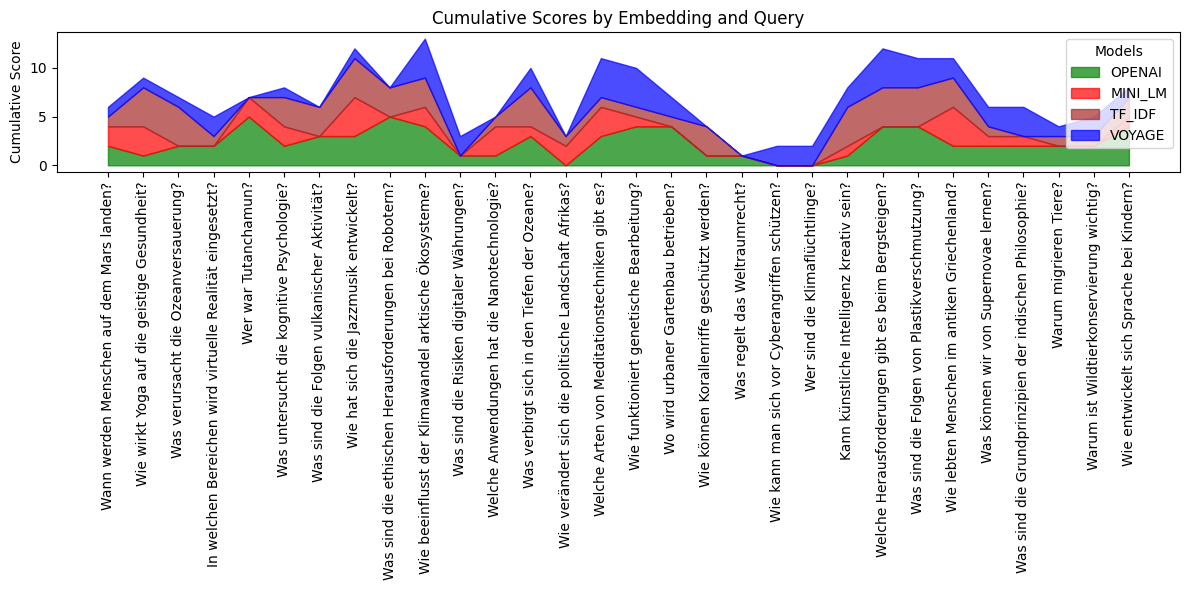 Cumulative Scores by Embedding and Query
Cumulative Score
10
5
0
Models
OPENAI
MINI_LM
TF_IDF
VOYAGE
Wann werden Menschen auf dem Mars landen?
Wie wirkt Yoga auf die geistige Gesundheit?
Was verursacht die Ozeanversauerung?
In welchen Bereichen wird virtuelle Realität eingesetzt?
Wer war Tutanchamun?
Was untersucht die kognitive Psychologie?
Was sind die Folgen vulkanischer Aktivität?
Wie hat sich die Jazzmusik entwickelt?
Was sind die ethischen Herausforderungen bei Robotern?
Wie beeinflusst der Klimawandel arktische Ökosysteme?
Was sind die Risiken digitaler Währungen?
Welche Anwendungen hat die Nanotechnologie?
Was verbirgt sich in den Tiefen der Ozeane?
Wie verändert sich die politische Landschaft Afrikas?
Welche Arten von Meditationstechniken gibt es?
Wie funktioniert genetische Bearbeitung?
Wo wird urbaner Gartenbau betrieben?
Wie können Korallenriffe geschützt werden?
Was regelt das Weltraumrecht?
Wie kann man sich vor Cyberangriffen schützen?
Wer sind die Klimaflüchtlinge?
Kann Künstliche Intelligenz kreativ sein?
Welche Herausforderungen gibt es beim Bergsteigen?
Was sind die Folgen von Plastikverschmutzung?
Wie lebten Menschen im antiken Griechenland?
Was können wir von Supernovae lernen?
Was sind die Grundprinzipien der indischen Philosophie?
Warum migrieren Tiere?
Warum ist Wildtierkonservierung wichtig?
Wie entwickelt sich Sprache bei Kindern?